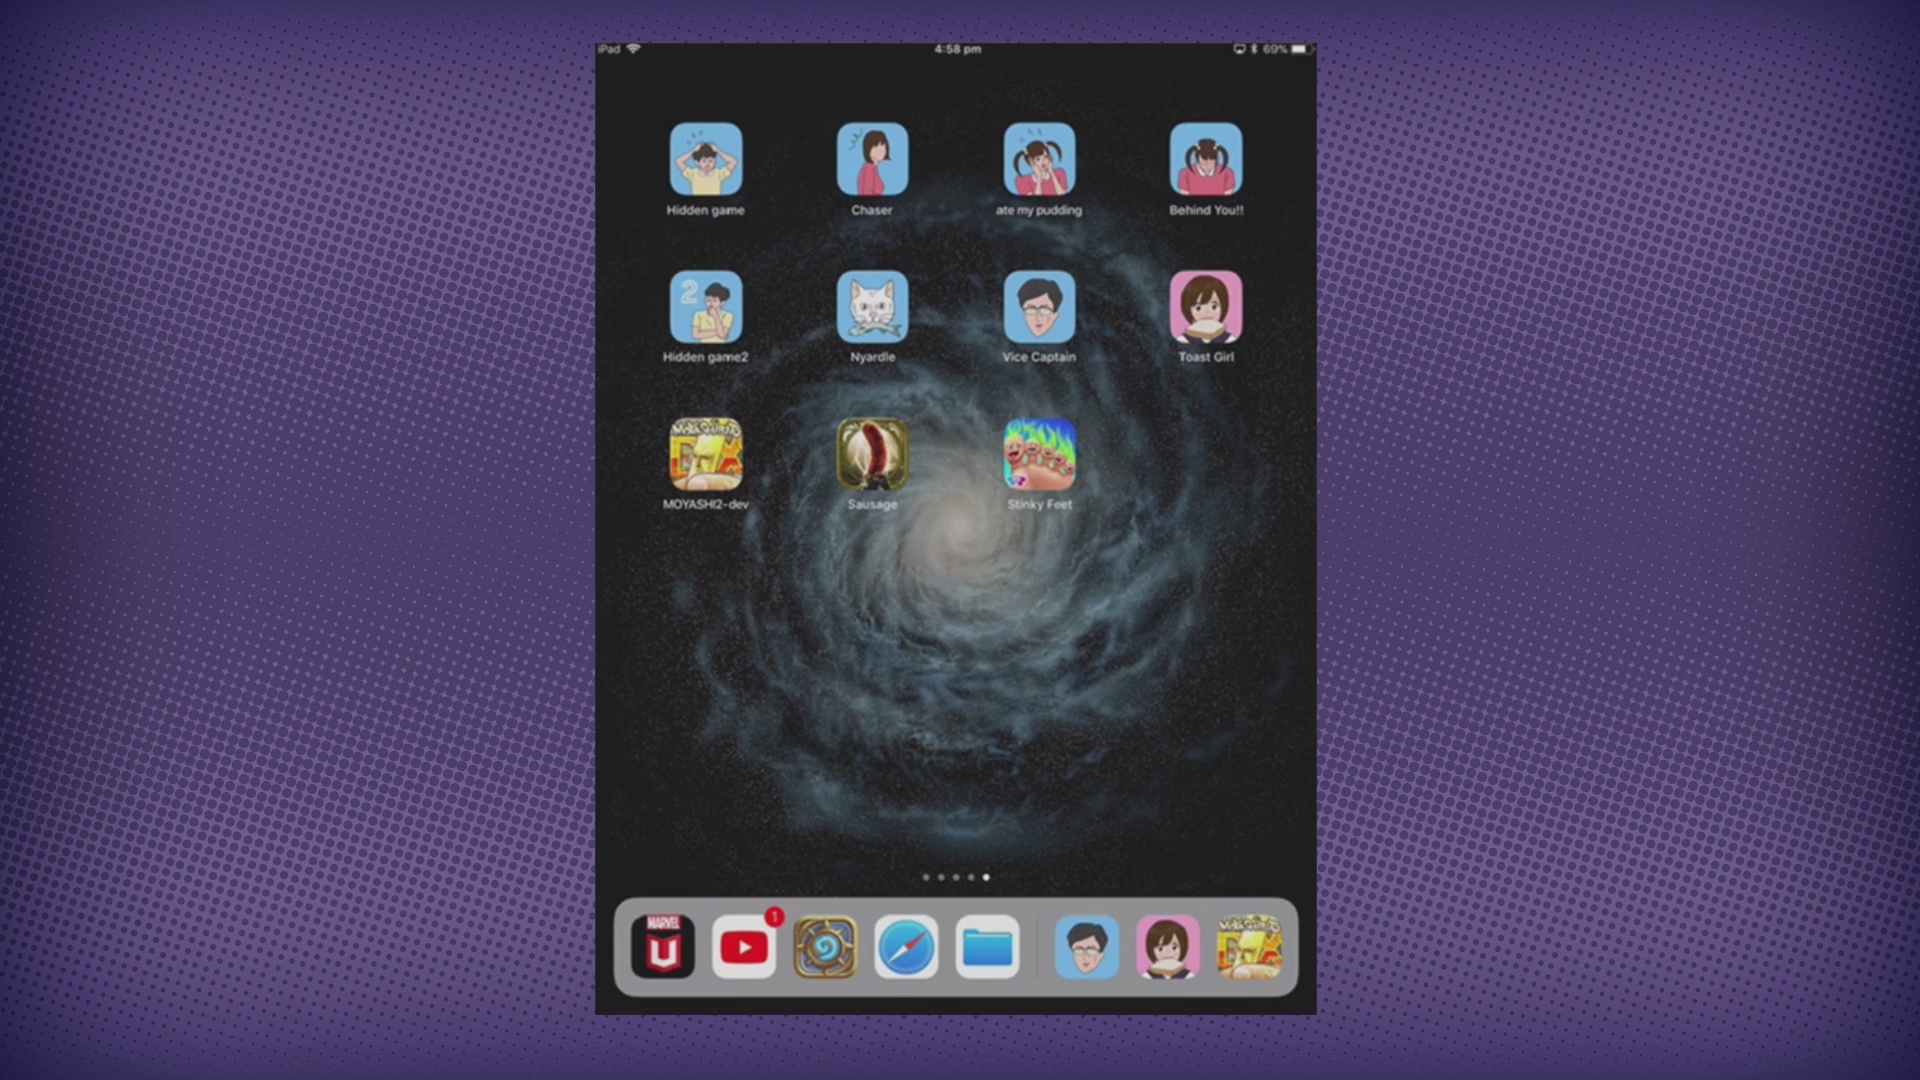 iPad 4:58 pm 69%
Hidden game Chaser ate my pudding Behind You!!
2
Hidden game2 Nyardle Vice Captain Toast Girl
MOYASHI2-dev Sausage Stinky Feet
MARVEL
U
1